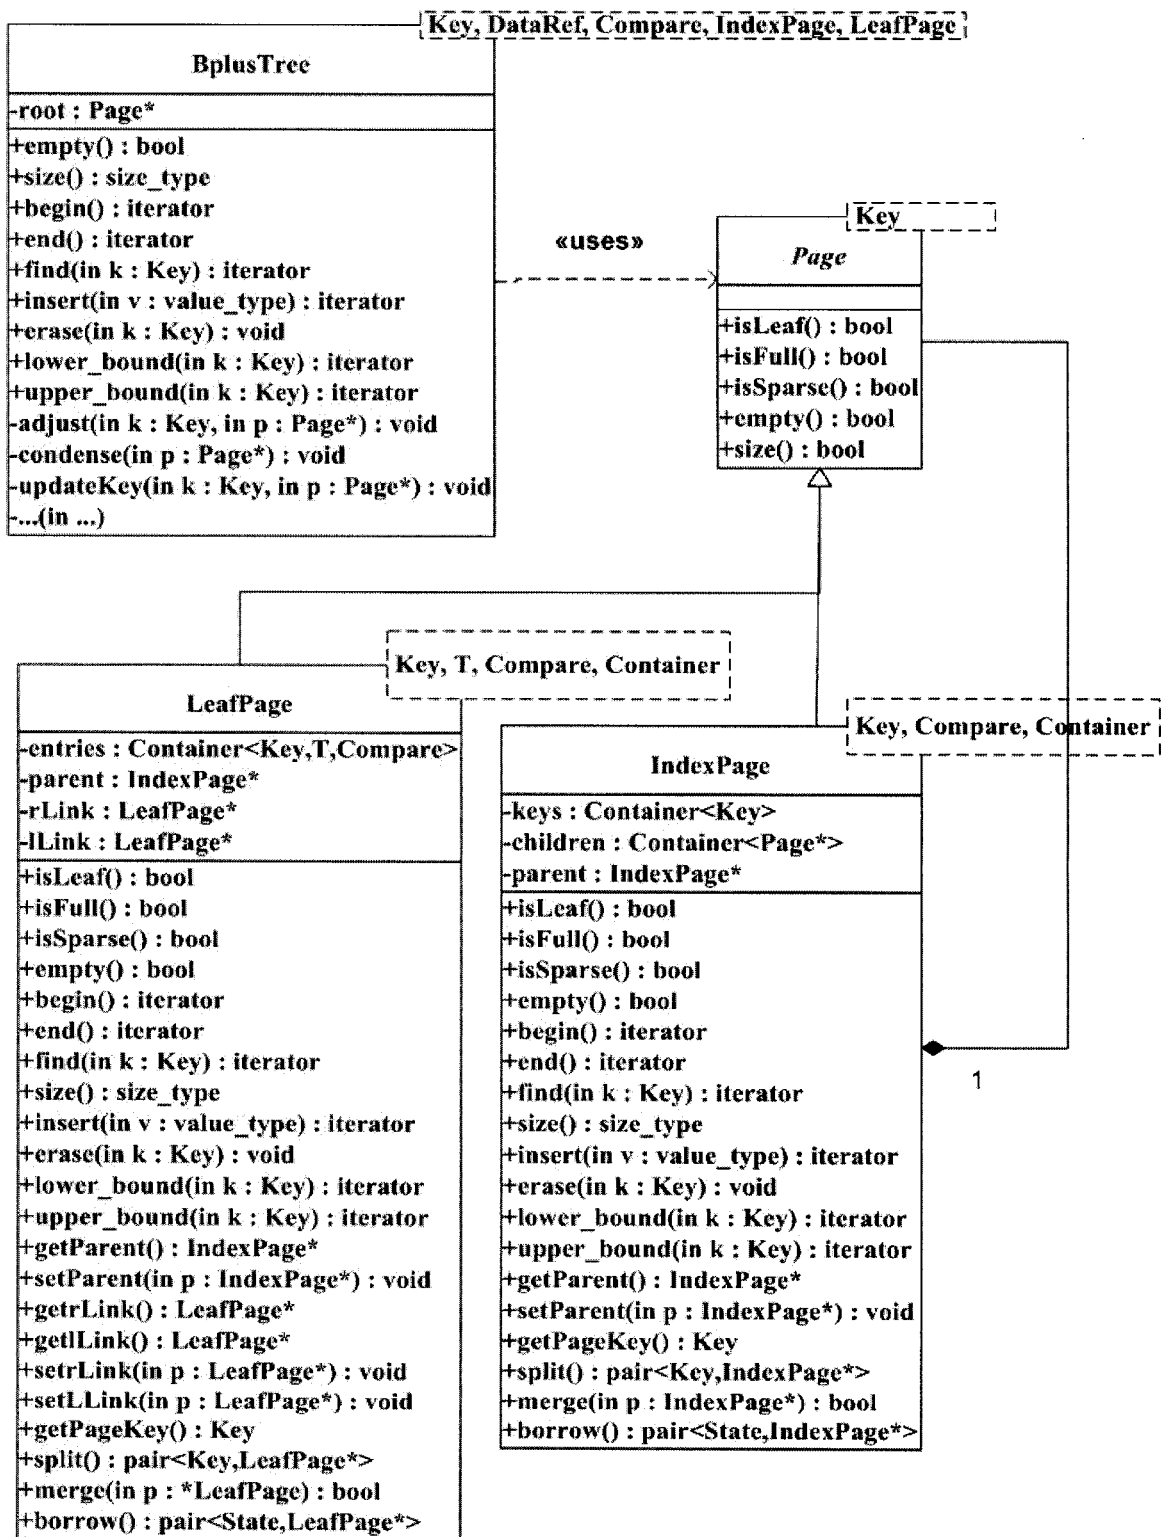 Key, DataRef, Compare, IndexPage, LeafPage
BplusTree
-root : Page*
+empty() : bool
+size() : size_type
+begin() : iterator
+end() : iterator
+find(in k : Key) : iterator
+insert(in v : value_type) : iterator
+erase(in k : Key) : void
+lower_bound(in k : Key) : iterator
+upper_bound(in k : Key) : iterator
-adjust(in k : Key, in p : Page*) : void
-condense(in p : Page*) : void
-updateKey(in k : Key, in p : Page*) : void
-...(in ...)
«uses»
Key
Page
+isLeaf() : bool
+isFull() : bool
+isSparse() : bool
+empty() : bool
+size() : bool
Key, T, Compare, Container
LeafPage
-entries : Container<Key,T,Compare>
-parent : IndexPage*
-rLink : LeafPage*
-lLink : LeafPage*
+isLeaf() : bool
+isFull() : bool
+isSparse() : bool
+empty() : bool
+begin() : iterator
+end() : iterator
+find(in k : Key) : iterator
+size() : size_type
+insert(in v : value_type) : iterator
+erase(in k : Key) : void
+lower_bound(in k : Key) : iterator
+upper_bound(in k : Key) : iterator
+getParent() : IndexPage*
+setParent(in p : IndexPage*) : void
+getrLink() : LeafPage*
+getlLink() : LeafPage*
+setrLink(in p : LeafPage*) : void
+setLLink(in p : LeafPage*) : void
+getPageKey() : Key
+split() : pair<Key,LeafPage*>
+merge(in p : *LeafPage) : bool
+borrow() : pair<State,LeafPage*>
Key, Compare, Container
IndexPage
-keys : Container<Key>
-children : Container<Page*>
-parent : IndexPage*
+isLeaf() : bool
+isFull() : bool
+isSparse() : bool
+empty() : bool
+begin() : iterator
+end() : iterator
+find(in k : Key) : iterator
+size() : size_type
+insert(in v : value_type) : iterator
+erase(in k : Key) : void
+lower_bound(in k : Key) : iterator
+upper_bound(in k : Key) : iterator
+getParent() : IndexPage*
+setParent(in p : IndexPage*) : void
+getPageKey() : Key
+split() : pair<Key,IndexPage*>
+merge(in p : IndexPage*) : bool
+borrow() : pair<State,IndexPage*>
1